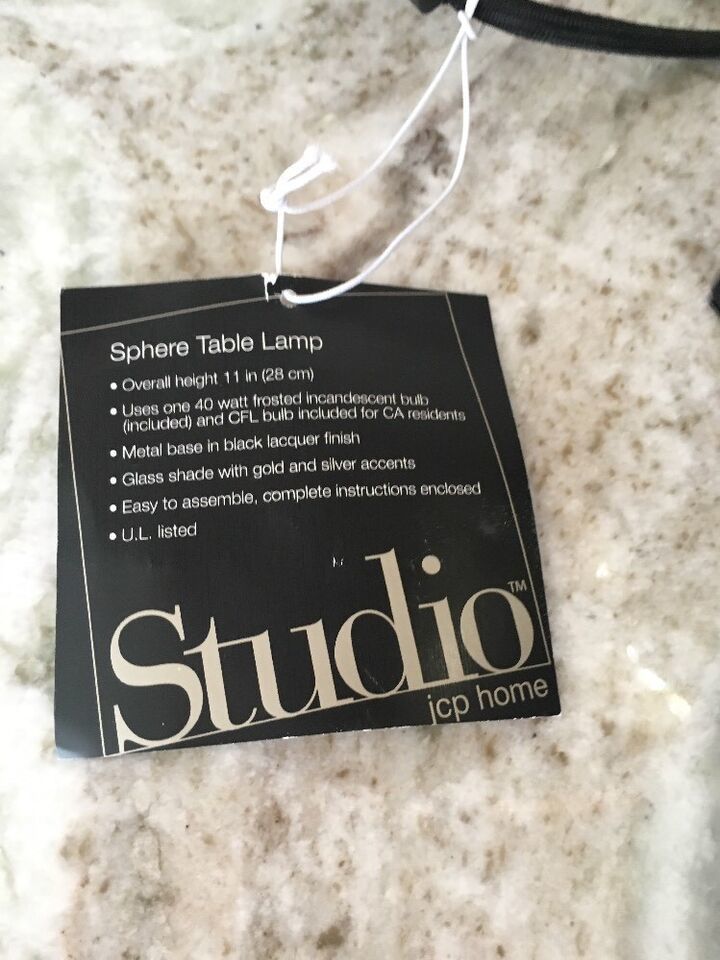 Sphere Table Lamp
• Overall height 11 in (28 cm)
• Uses one 40 watt frosted incandescent bulb
(included) and CFL bulb included for CA residents
• Metal base in black lacquer finish
• Glass shade with gold and silver accents
• Easy to assemble, complete instructions enclosed
• U.L. listed
Studio™
jcp home